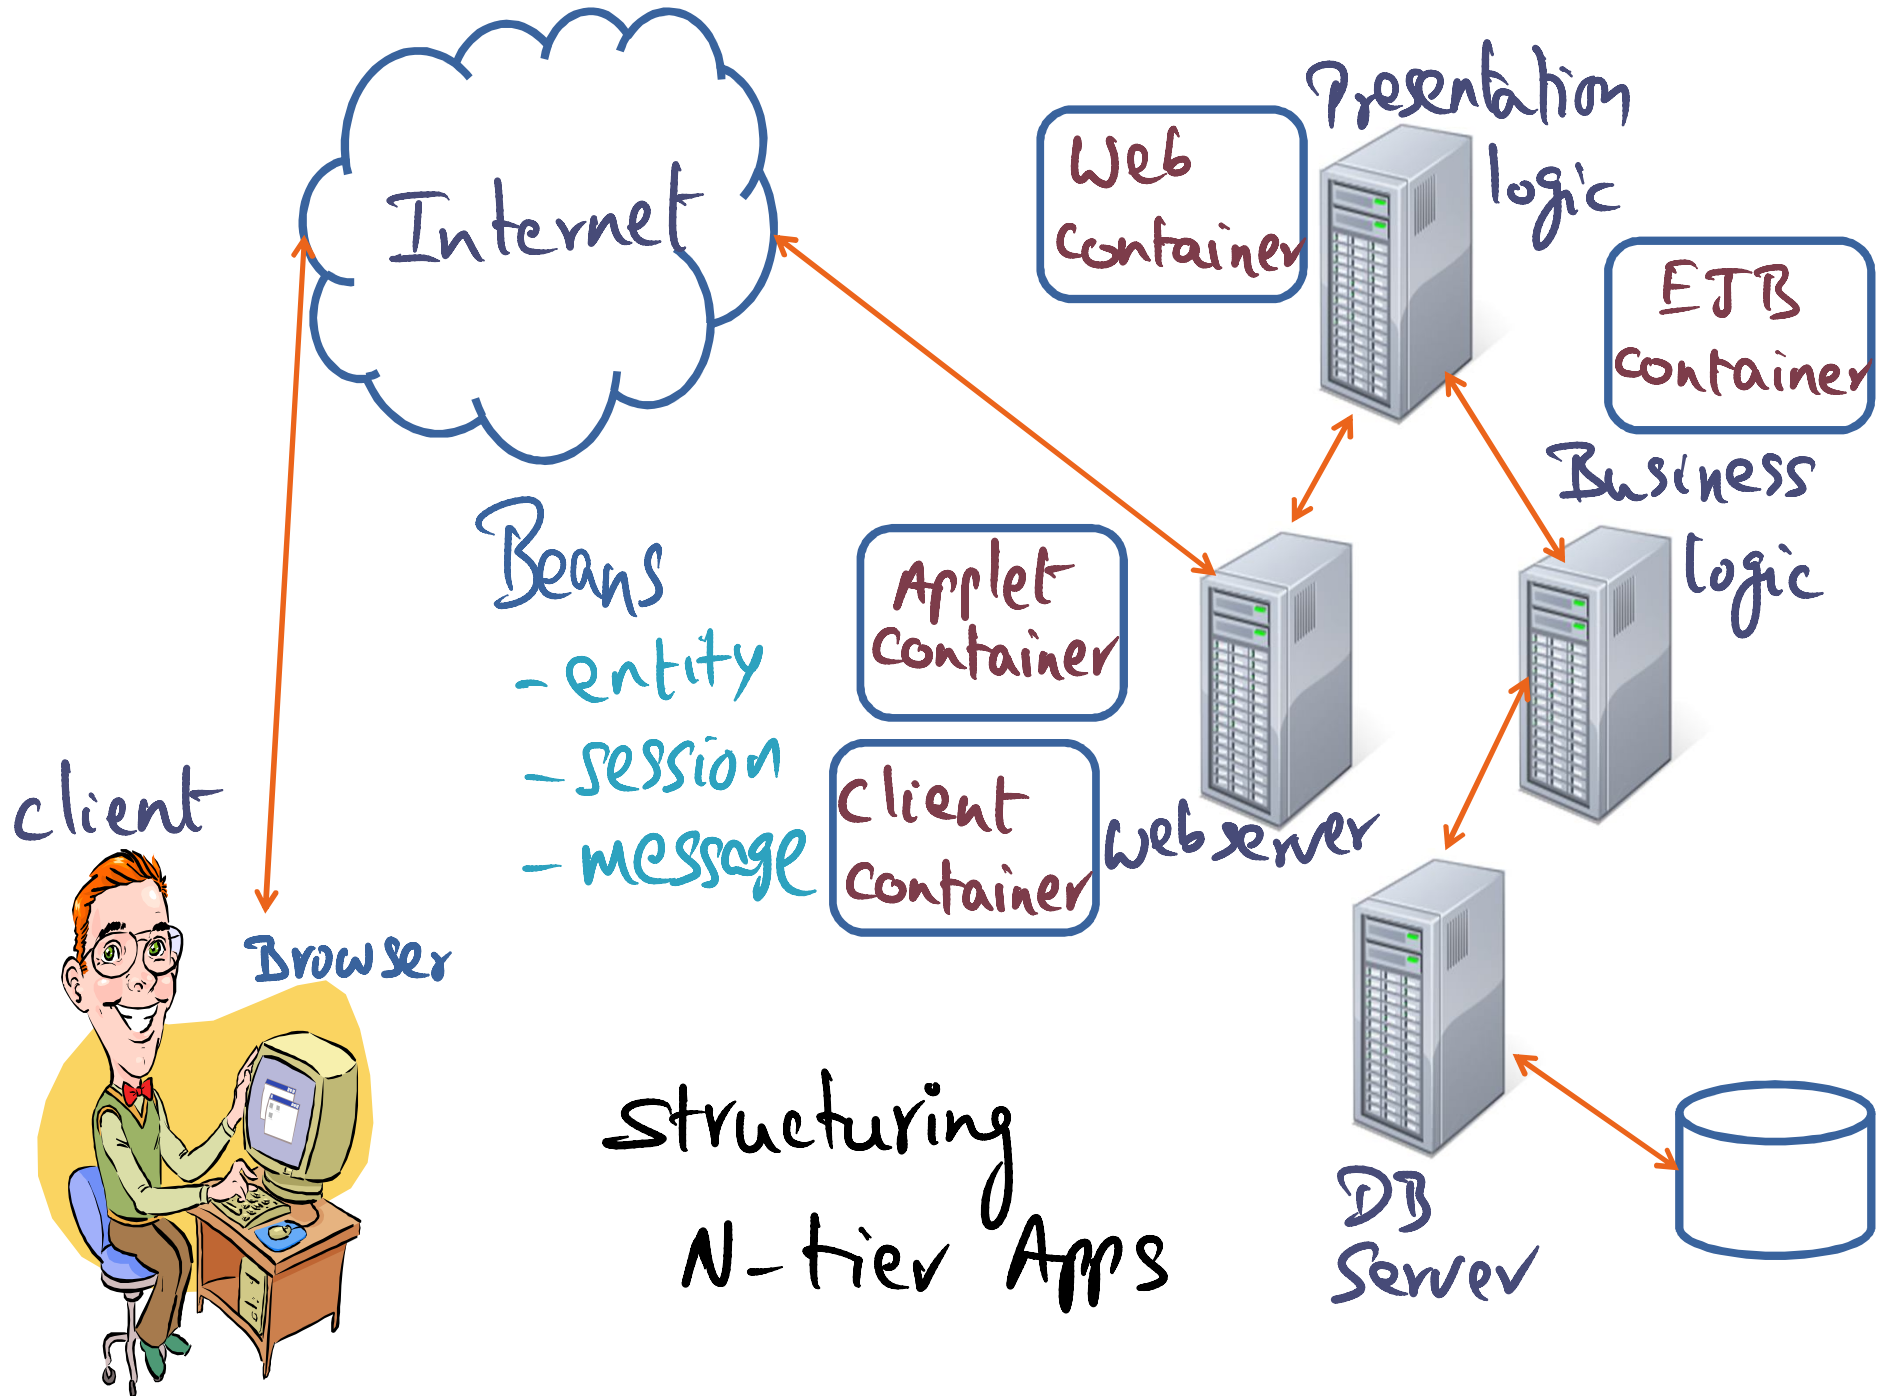 Internet
Presentation
logic
Web
container
EJB
container
Business
logic
Beans
- entity
- session
- message
Applet
container
client
container
Webserver
client
Browser
structuring
N-tier Apps
DB
server